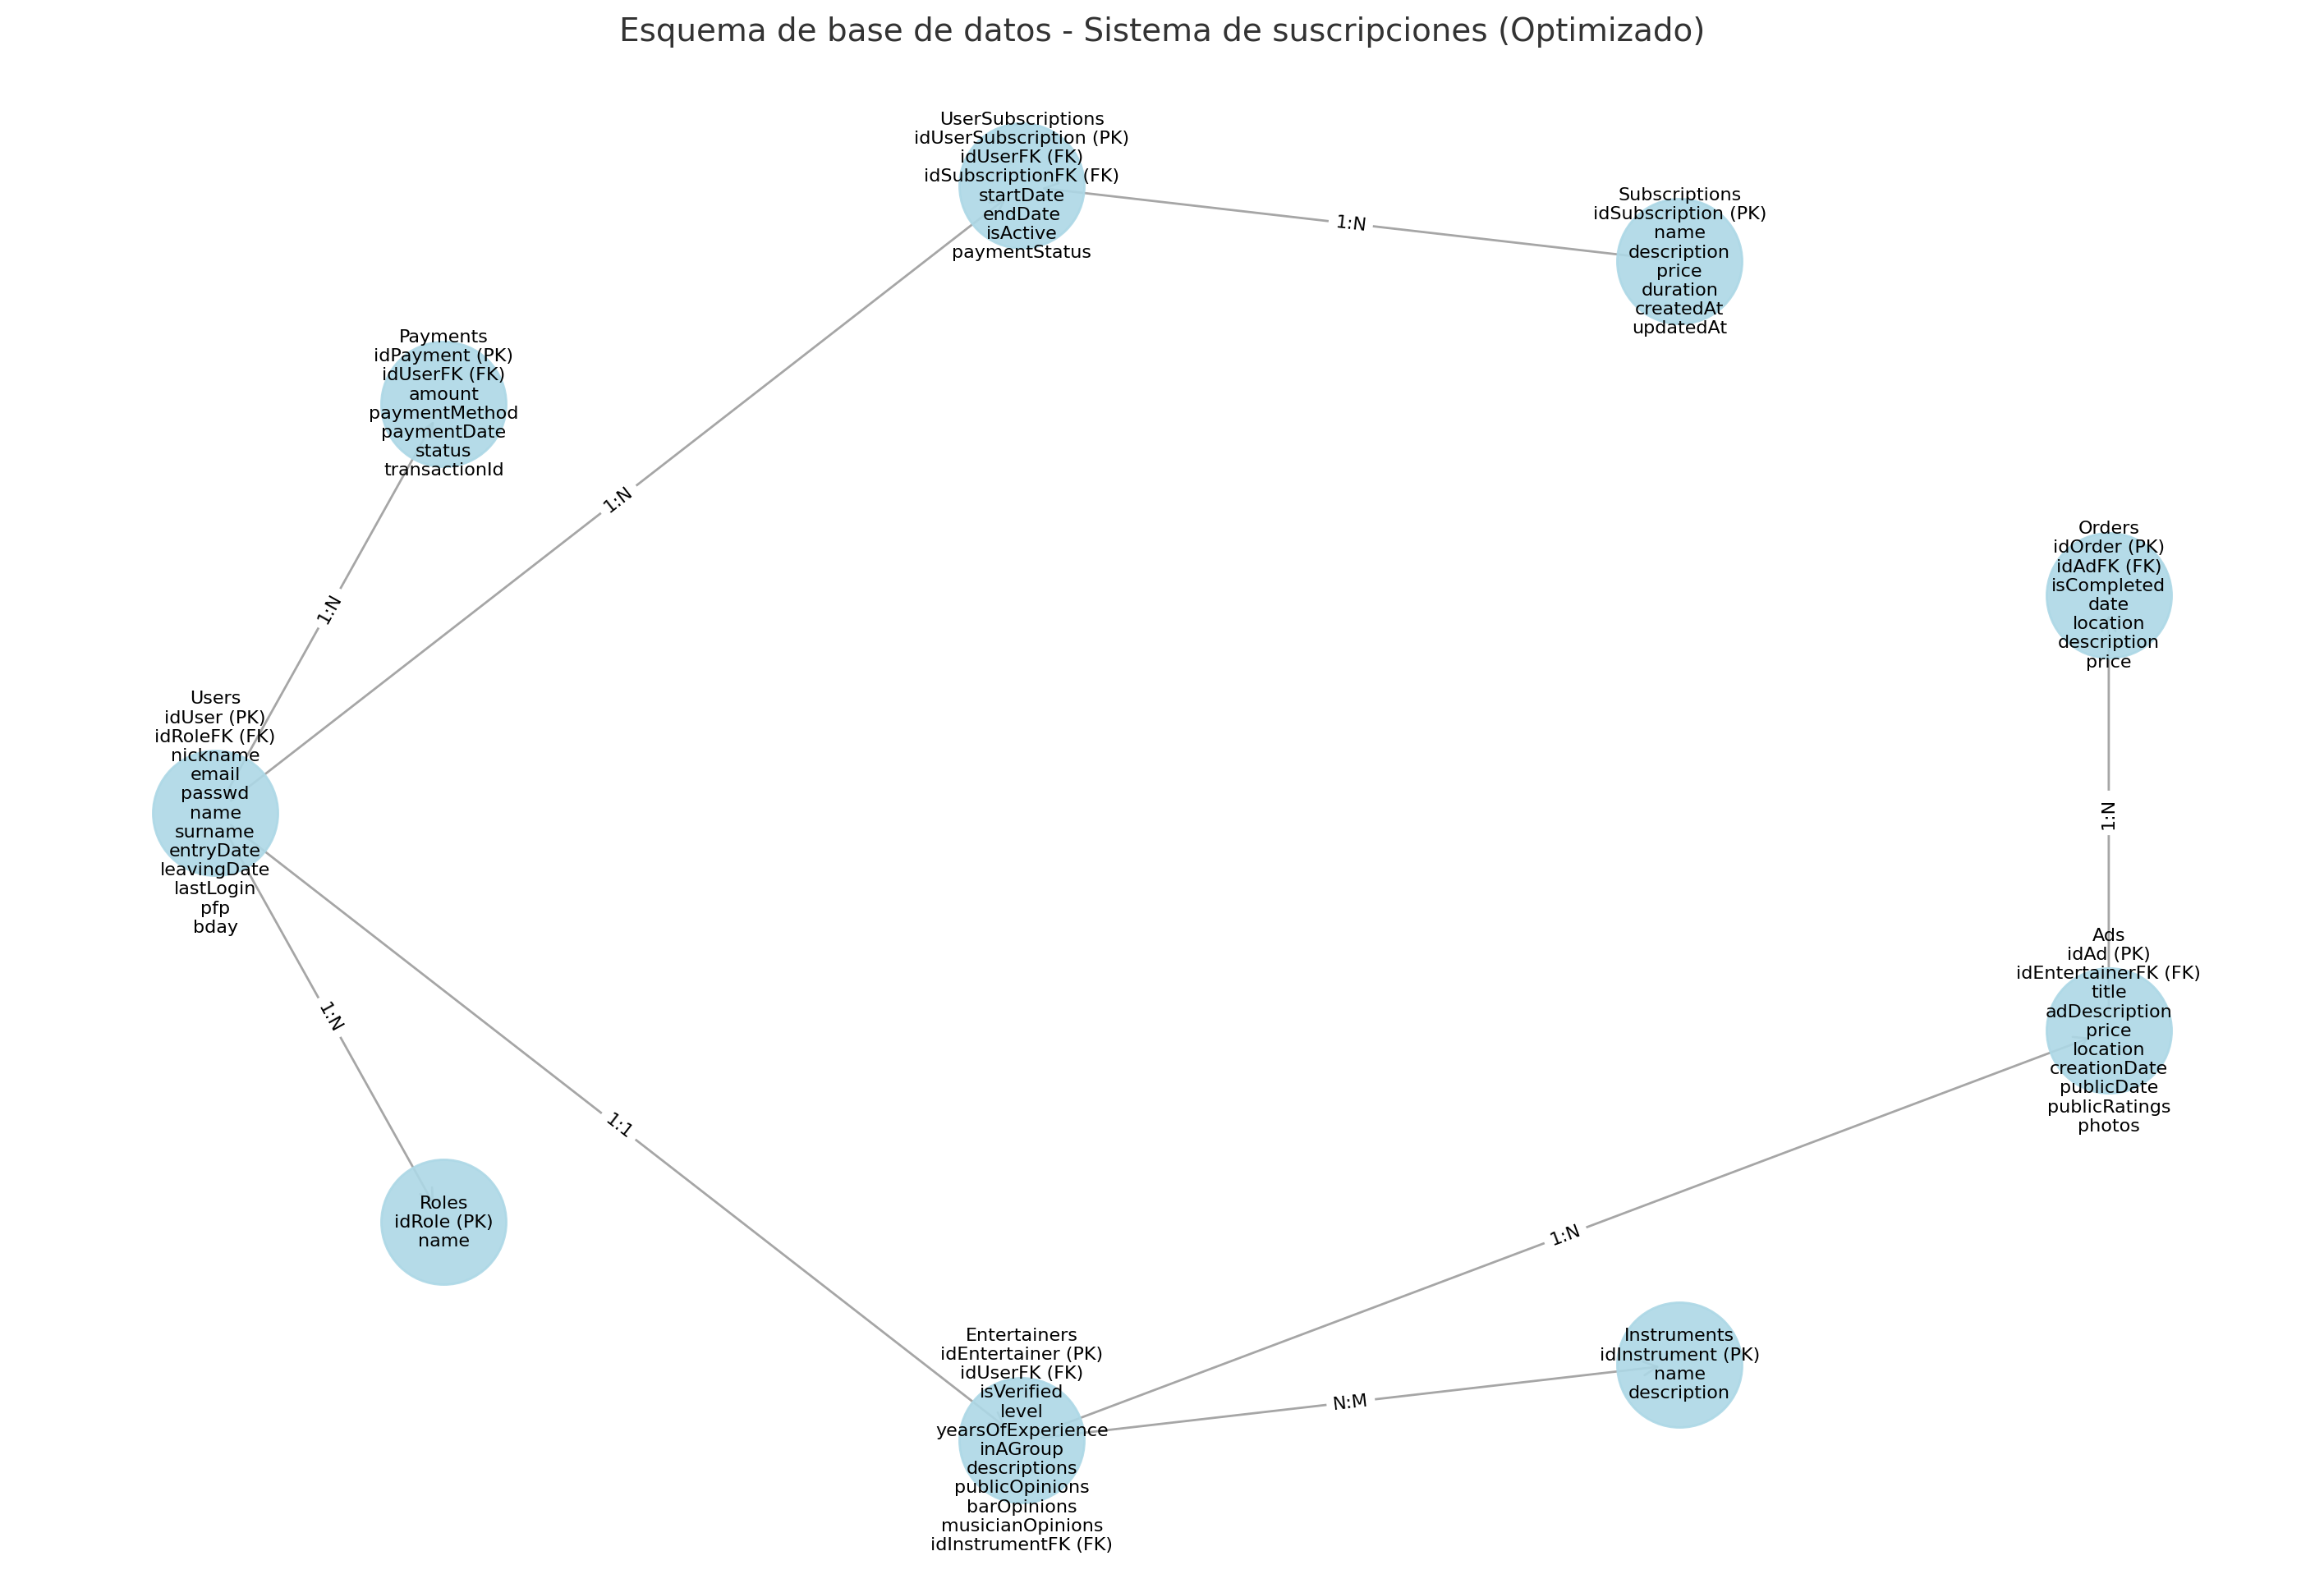 Esquema de base de datos - Sistema de suscripciones (Optimizado)
UserSubscriptions
idUserSubscription (PK)
idUserFK (FK)
idSubscriptionFK (FK)
startDate
endDate
isActive
paymentStatus
1:N
Subscriptions
idSubscription (PK)
name
description
price
duration
createdAt
updatedAt
Payments
idPayment (PK)
idUserFK (FK)
amount
paymentMethod
paymentDate
status
transactionId
1:N
1:N
Orders
idOrder (PK)
idAdFK (FK)
isCompleted
date
location
description
price
Users
idUser (PK)
idRoleFK (FK)
nickname
email
passwd
name
surname
entryDate
leavingDate
lastLogin
pfp
bday
1:N
Ads
idAd (PK)
idEntertainerFK (FK)
title
adDescription
price
location
creationDate
publicDate
publicRatings
photos
1:N
1:1
Roles
idRole (PK)
name
1:N
Entertainers
idEntertainer (PK)
idUserFK (FK)
isVerified
level
yearsOfExperience
inAGroup
descriptions
publicOpinions
barOpinions
musicianOpinions
idInstrumentFK (FK)
N:M
Instruments
idInstrument (PK)
name
description